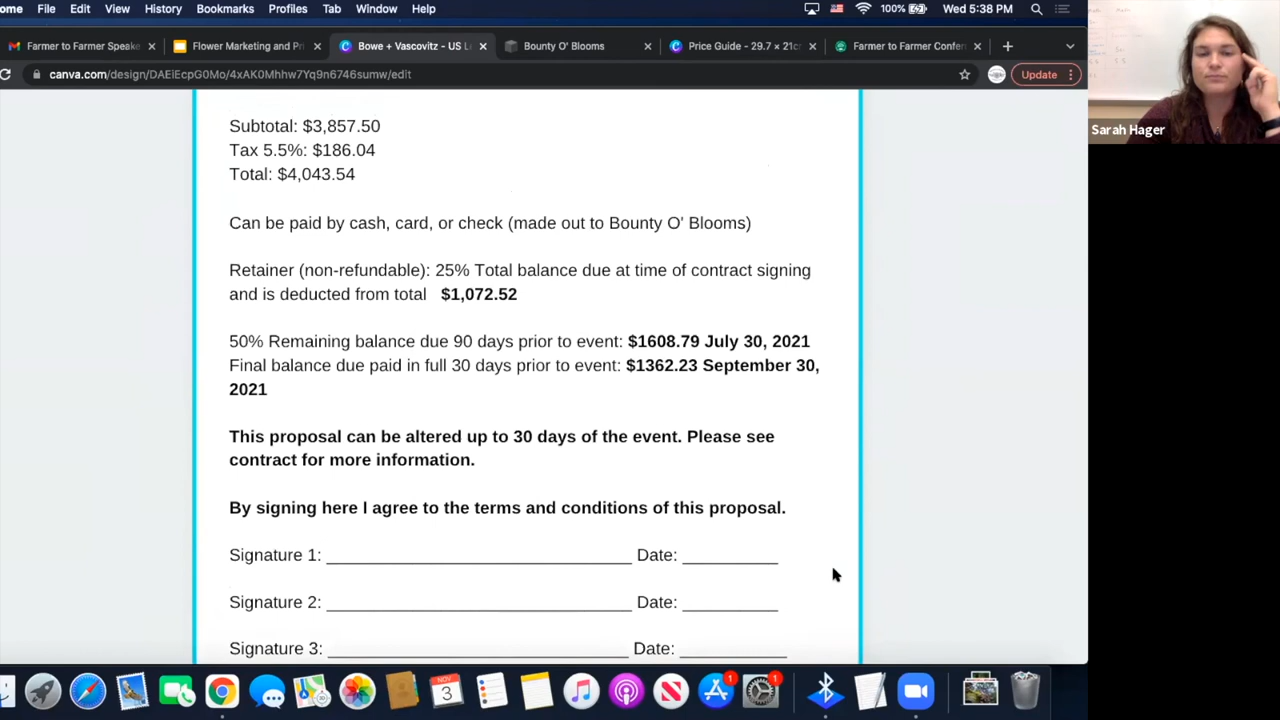 ome File Edit View History Bookmarks Profiles Tab Window Help 100% Wed 5:38 PM
Farmer to Farmer Speake Flower Marketing and Pri Bowe + Vascovitz - US L Bounty O' Blooms Price Guide - 29.7 x 21c Farmer to Farmer Confer
canva.com/design/DAEiEcpG0Mo/4xAK0Mhhw7Yq9n6746sumw/edit Update
Sarah Hager
Subtotal: $3,857.50
Tax 5.5%: $186.04
Total: $4,043.54
Can be paid by cash, card, or check (made out to Bounty O' Blooms)
Retainer (non-refundable): 25% Total balance due at time of contract signing
and is deducted from total $1,072.52
50% Remaining balance due 90 days prior to event: $1608.79 July 30, 2021
Final balance due paid in full 30 days prior to event: $1362.23 September 30,
2021
This proposal can be altered up to 30 days of the event. Please see
contract for more information.
By signing here I agree to the terms and conditions of this proposal.
Signature 1: Date:
Signature 2: Date:
Signature 3: Date:
NOV
3
1
1